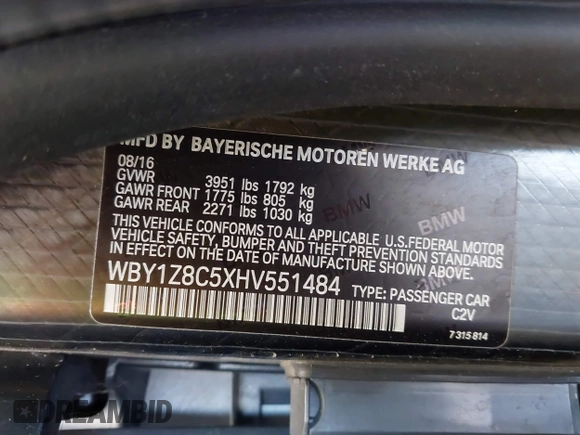 MFD BY BAYERISCHE MOTOREN WERKE AG
08/16
GVWR 3951 lbs 1792 kg
GAWR FRONT 1775 lbs 805 kg
GAWR REAR 2271 lbs 1030 kg
THIS VEHICLE CONFORMS TO ALL APPLICABLE U.S.FEDERAL MOTOR
VEHICLE SAFETY, BUMPER AND THEFT PREVENTION STANDARDS IN
EFFECT ON THE DATE OF MANUFACTURE SHOWN ABOVE.
WBY1Z8C5XHV551484 TYPE: PASSENGER CAR
C2V
7315814
BMW
BMW
DREAMBID